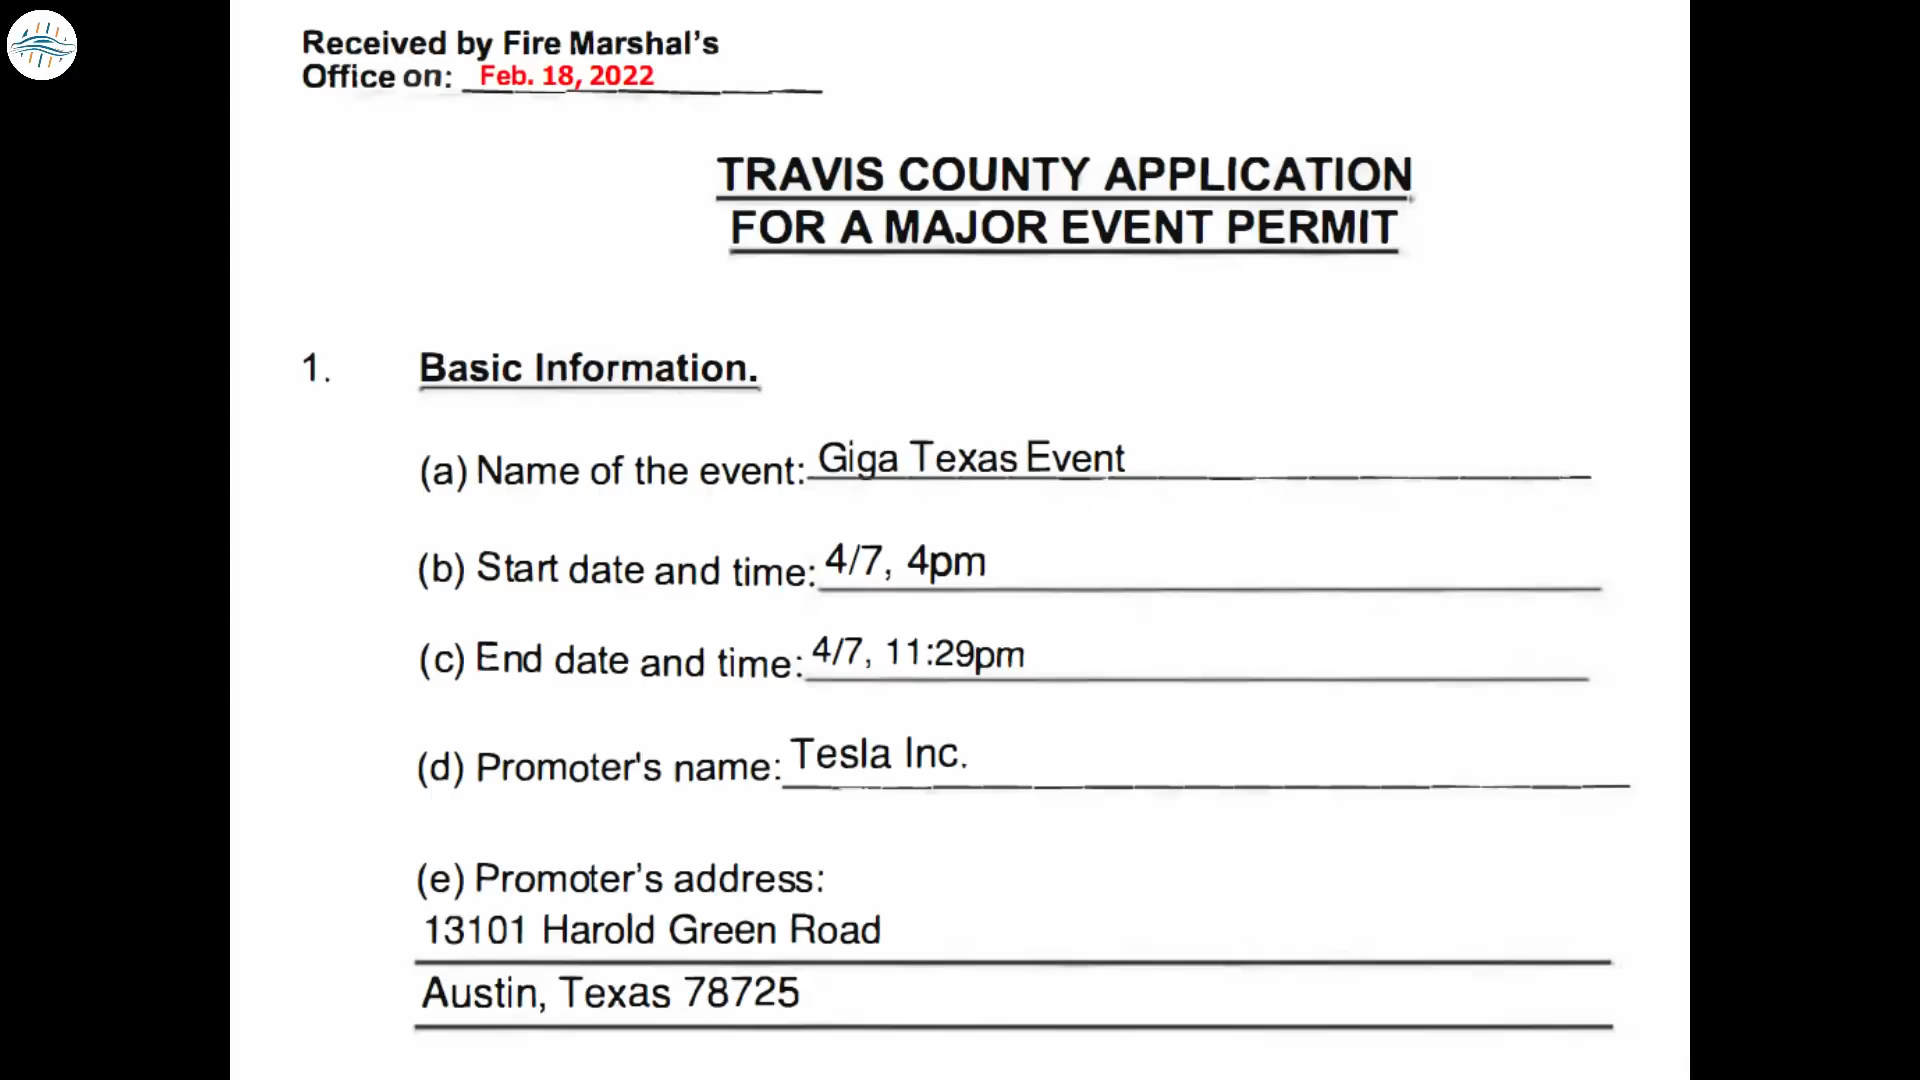 Received by Fire Marshal's
Office on: Feb. 18, 2022
TRAVIS COUNTY APPLICATION
FOR A MAJOR EVENT PERMIT
1. Basic Information.
(a) Name of the event: Giga Texas Event
(b) Start date and time: 4/7, 4pm
(c) End date and time: 4/7, 11:29pm
(d) Promoter's name: Tesla Inc.
(e) Promoter’s address:
13101 Harold Green Road
Austin, Texas 78725